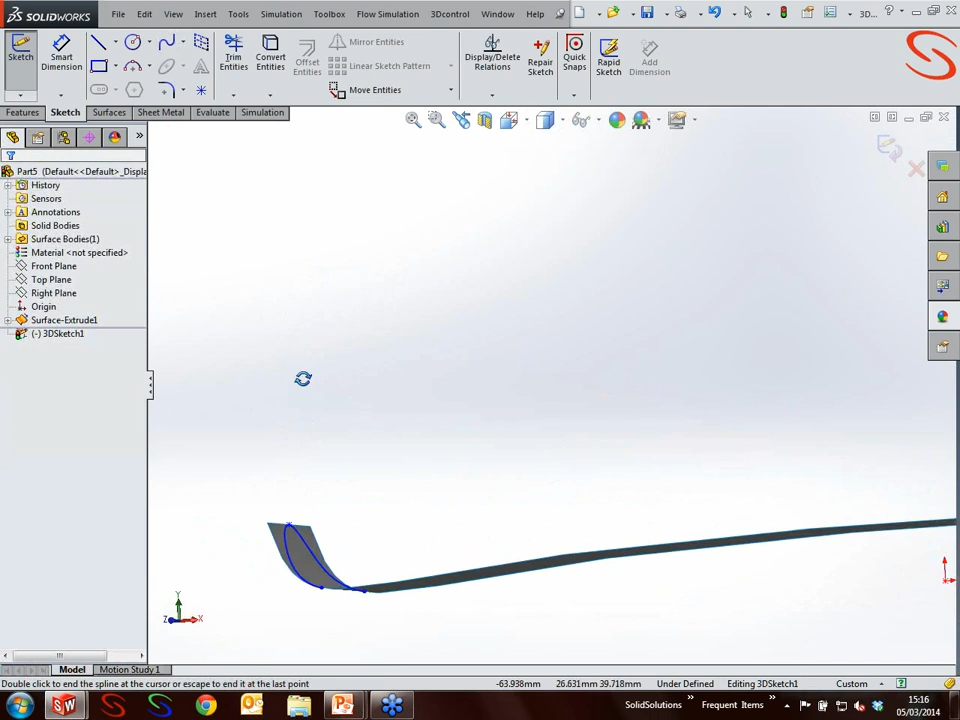 SOLIDWORKS
File
Edit
View
Insert
Tools
Simulation
Toolbox
Flow Simulation
3Dcontrol
Window
Help
3D...
Sketch
Smart
Dimension
Trim
Entities
Convert
Entities
Offset
Entities
Mirror Entities
Linear Sketch Pattern
Move Entities
Display/Delete
Relations
Repair
Sketch
Quick
Snaps
Rapid
Sketch
Add
Dimension
Features
Sketch
Surfaces
Sheet Metal
Evaluate
Simulation
Part5 (Default<<Default>_Displa
History
Sensors
Annotations
Solid Bodies
Surface Bodies(1)
Material <not specified>
Front Plane
Top Plane
Right Plane
Origin
Surface-Extrude1
(-) 3DSketch1
Y
Z
X
Model
Motion Study 1
Double click to end the spline at the cursor or escape to end it at the last point
-63.938mm
26.631mm 39.718mm
Under Defined
Editing 3DSketch1
Custom
SolidSolutions
Frequent Items
15:16
05/03/2014